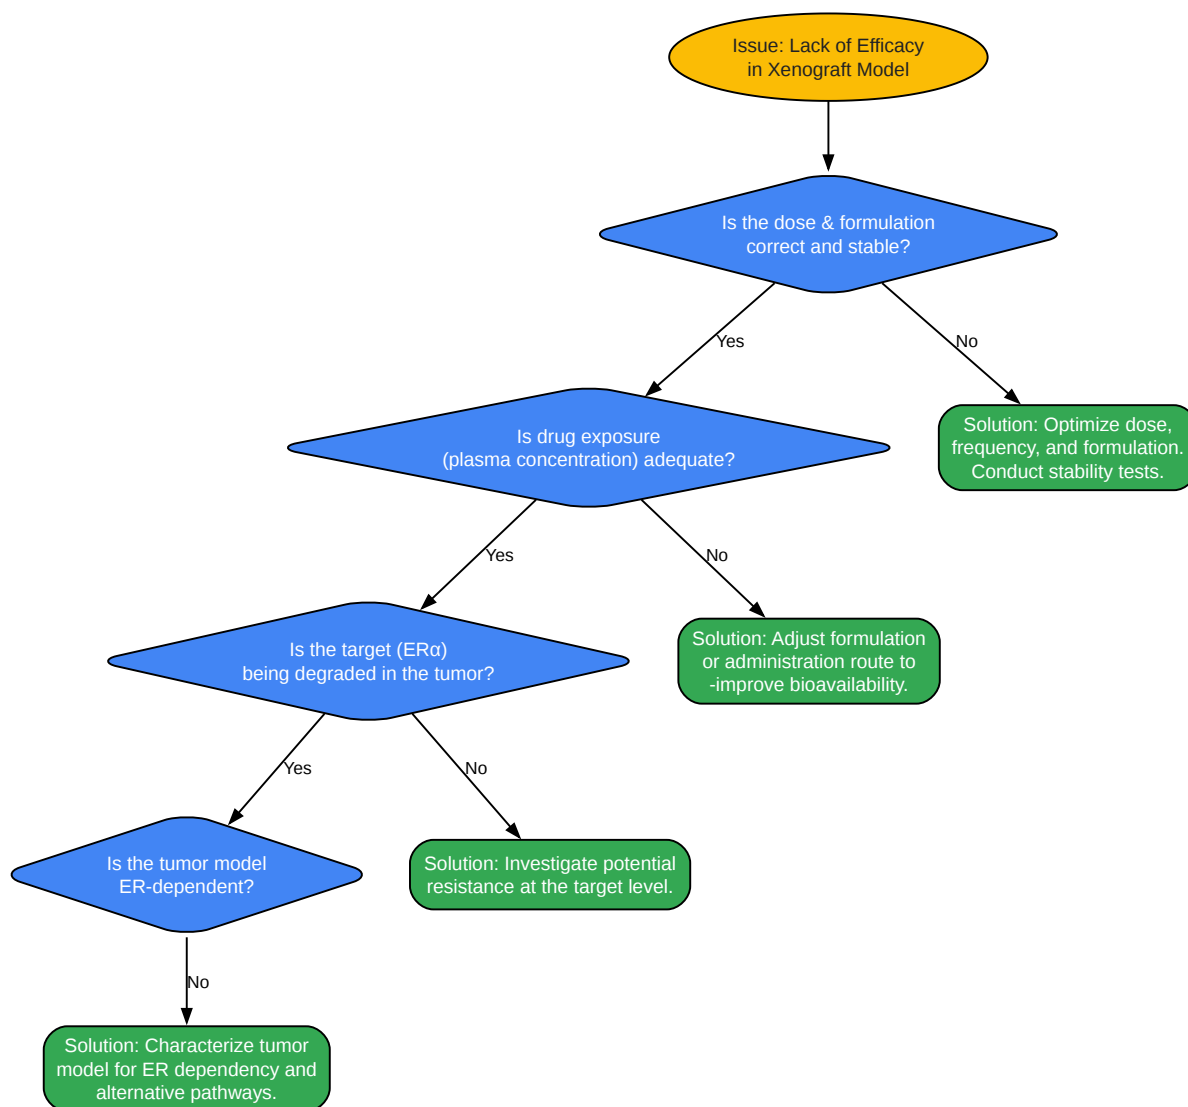 Issue: Lack of Efficacy
in Xenograft Model
Is the dose & formulation
correct and stable?
Yes
No
Is drug exposure
(plasma concentration) adequate?
Solution: Optimize dose,
frequency, and formulation.
Conduct stability tests.
Yes
No
Is the target (ERα)
being degraded in the tumor?
Solution: Adjust formulation
or administration route to
-improve bioavailability.
Yes
No
Is the tumor model
ER-dependent?
Solution: Investigate potential
resistance at the target level.
No
Solution: Characterize tumor
model for ER dependency and
alternative pathways.